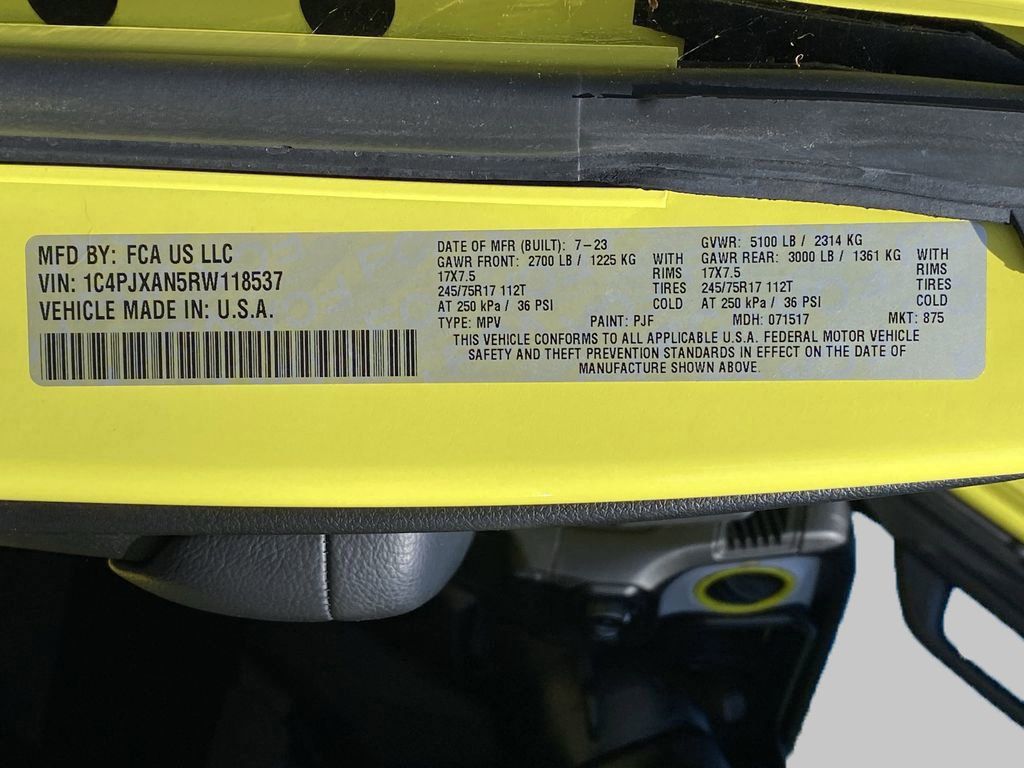 MFD BY: FCA US LLC
VIN: 1C4PJXAN5RW118537
VEHICLE MADE IN: U.S.A.
DATE OF MFR (BUILT): 7-23
GAWR FRONT: 2700 LB / 1225 KG WITH
17X7.5 RIMS
245/75R17 112T TIRES
AT 250 kPa / 36 PSI COLD
GVWR: 5100 LB / 2314 KG
GAWR REAR: 3000 LB / 1361 KG WITH
17X7.5 RIMS
245/75R17 112T TIRES
AT 250 kPa / 36 PSI COLD
TYPE: MPV PAINT: PJF MDH: 071517 MKT: 875
THIS VEHICLE CONFORMS TO ALL APPLICABLE U.S.A. FEDERAL MOTOR VEHICLE
SAFETY AND THEFT PREVENTION STANDARDS IN EFFECT ON THE DATE OF
MANUFACTURE SHOWN ABOVE.